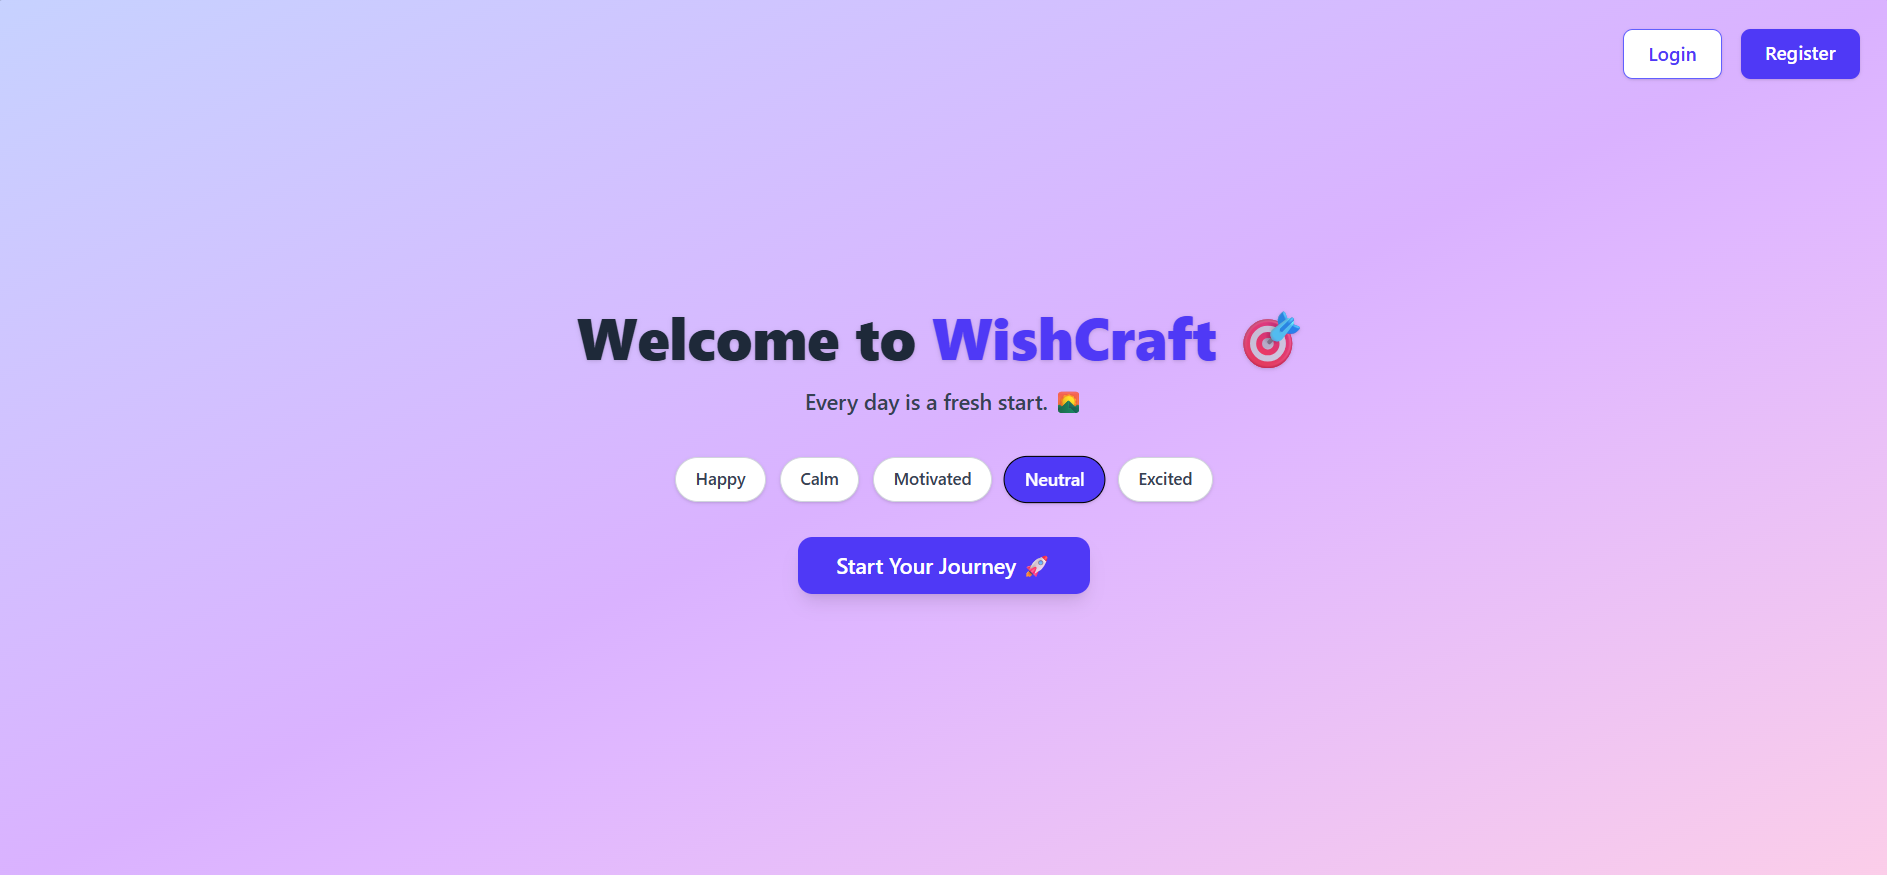 Login
Register
Welcome to WishCraft 🎯
Every day is a fresh start. 🌄
Happy
Calm
Motivated
Neutral
Excited
Start Your Journey 🚀